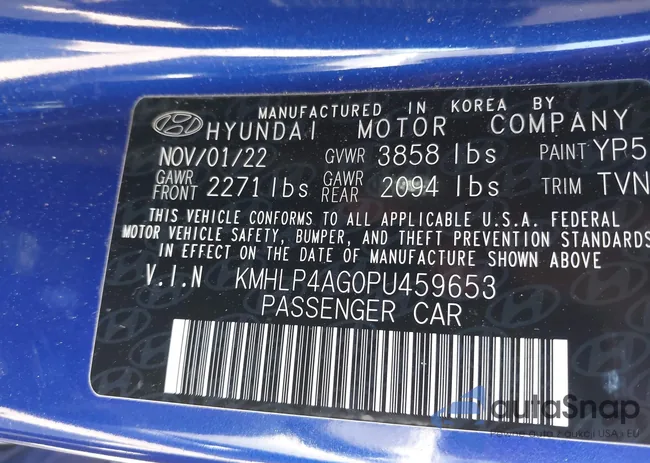 MANUFACTURED IN KOREA BY
HYUNDAI MOTOR COMPANY
NOV/01/22 GVWR 3858 lbs PAINT YP5
GAWR FRONT 2271 lbs GAWR REAR 2094 lbs TRIM TVN
THIS VEHICLE CONFORMS TO ALL APPLICABLE U.S.A. FEDERAL
MOTOR VEHICLE SAFETY, BUMPER, AND THEFT PREVENTION STANDARDS
IN EFFECT ON THE DATE OF MANUFACTURE SHOWN ABOVE
V.I.N KMHLP4AG0PU459653
PASSENGER CAR
autoSnap